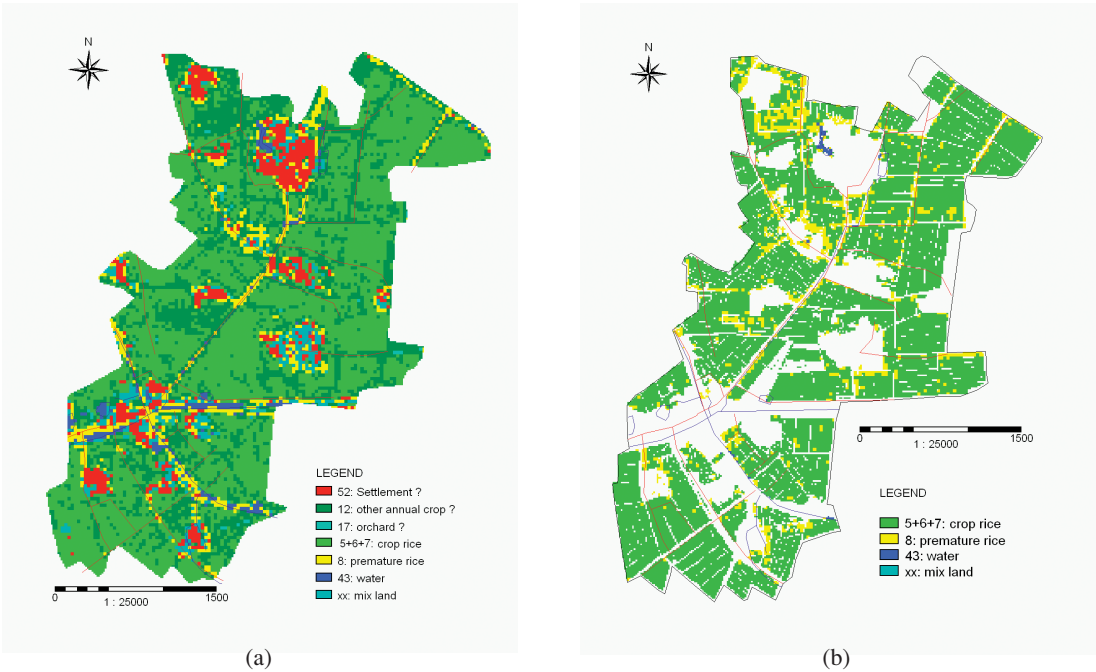 N
LEGEND
52: Settlement ?
12: other annual crop ?
17: orchard ?
5+6+7: crop rice
8: premature rice
43: water
xx: mix land
0 1500
1 : 25000
(a)
N
0 1500
1 : 25000
LEGEND
5+6+7: crop rice
8: premature rice
43: water
xx: mix land
(b)